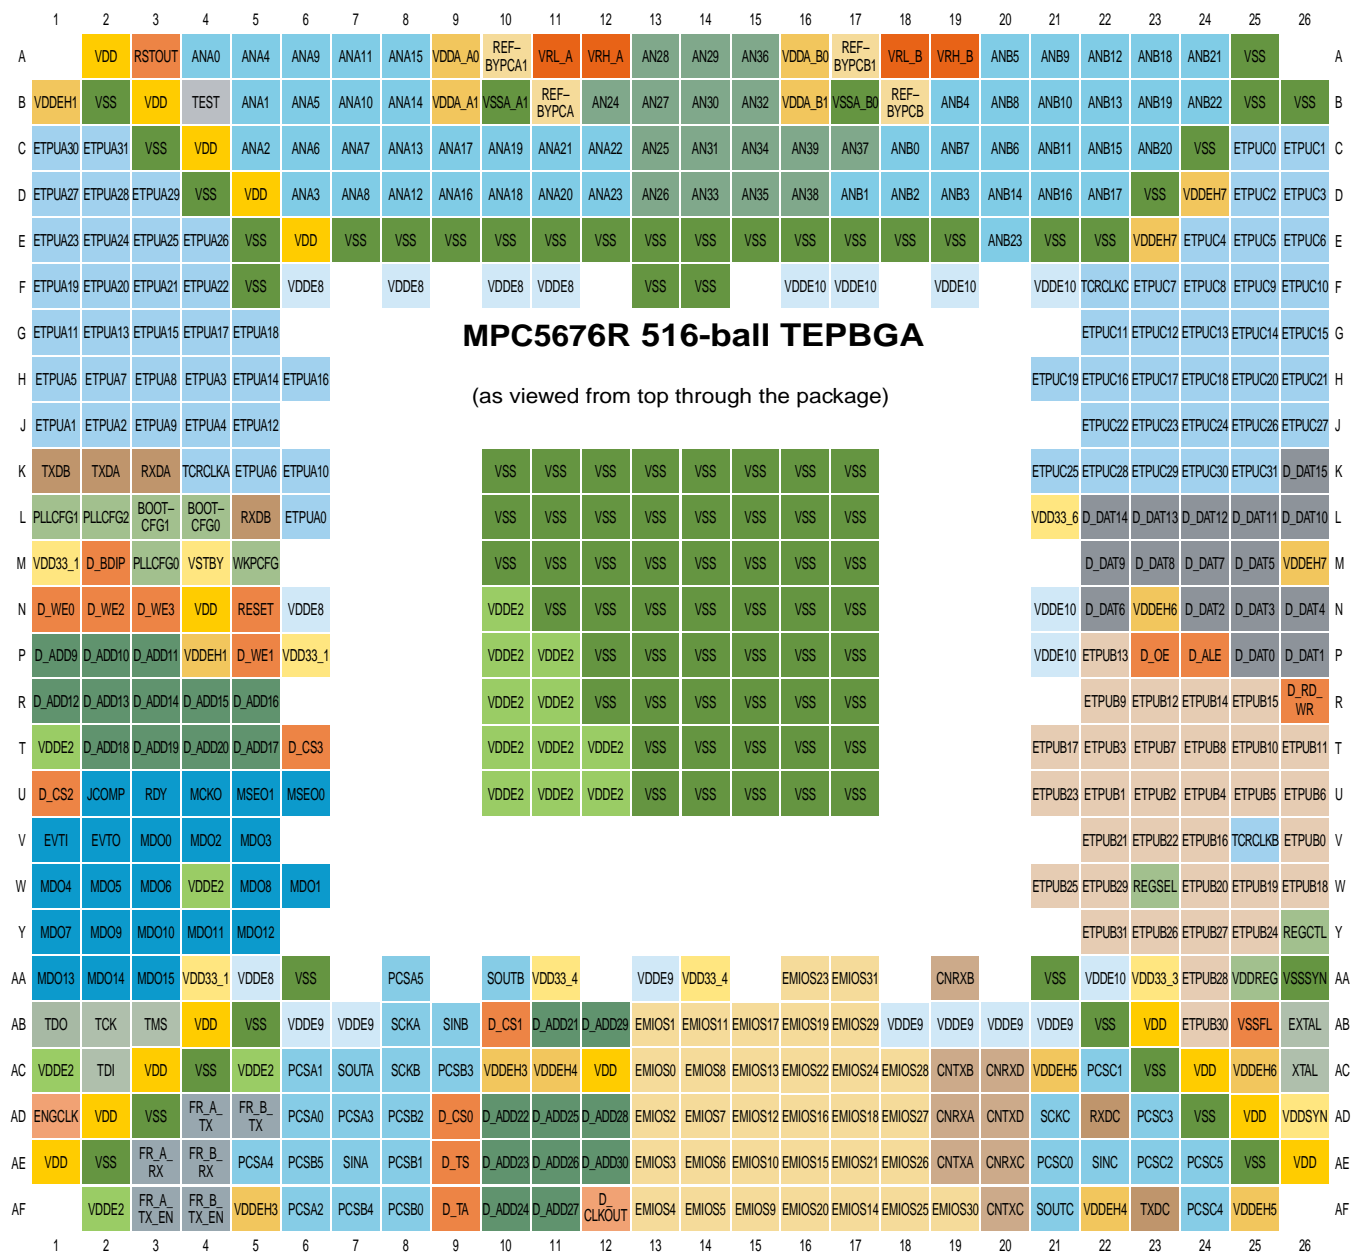 1 2 3 4 5 6 7 8 9 10 11 12 13 14 15 16 17 18 19 20 21 22 23 24 25 26
A VDD RSTOUT ANA0 ANA4 ANA9 ANA11 ANA15 VDDA_A0 REF–BYPCA1 VRL_A VRH_A AN28 AN29 AN36 VDDA_B0 REF–BYPCB1 VRL_B VRH_B ANB5 ANB9 ANB12 ANB18 ANB21 VSS A
B VDDEH1 VSS VDD TEST ANA1 ANA5 ANA10 ANA14 VDDA_A1 VSSA_A1 REF–BYPCA AN24 AN27 AN30 AN32 VDDA_B1 VSSA_B0 REF–BYPCB ANB4 ANB8 ANB10 ANB13 ANB19 ANB22 VSS VSS B
C ETPUA30 ETPUA31 VSS VDD ANA2 ANA6 ANA7 ANA13 ANA17 ANA19 ANA21 ANA22 AN25 AN31 AN34 AN39 AN37 ANB0 ANB7 ANB6 ANB11 ANB15 ANB20 VSS ETPUC0 ETPUC1 C
D ETPUA27 ETPUA28 ETPUA29 VSS VDD ANA3 ANA8 ANA12 ANA16 ANA18 ANA20 ANA23 AN26 AN33 AN35 AN38 ANB1 ANB2 ANB3 ANB14 ANB16 ANB17 VSS VDDEH7 ETPUC2 ETPUC3 D
E ETPUA23 ETPUA24 ETPUA25 ETPUA26 VSS VDD VSS VSS VSS VSS VSS VSS VSS VSS VSS VSS VSS VSS VSS ANB23 VSS VSS VDDEH7 ETPUC4 ETPUC5 ETPUC6 E
F ETPUA19 ETPUA20 ETPUA21 ETPUA22 VSS VDDE8 VDDE8 VDDE8 VDDE8 VSS VSS VDDE10 VDDE10 VDDE10 VDDE10 TCRCLKC ETPUC7 ETPUC8 ETPUC9 ETPUC10 F
G ETPUA11 ETPUA13 ETPUA15 ETPUA17 ETPUA18 MPC5676R 516-ball TEPBGA ETPUC11 ETPUC12 ETPUC13 ETPUC14 ETPUC15 G
H ETPUA5 ETPUA7 ETPUA8 ETPUA3 ETPUA14 ETPUA16 (as viewed from top through the package) ETPUC19 ETPUC16 ETPUC17 ETPUC18 ETPUC20 ETPUC21 H
J ETPUA1 ETPUA2 ETPUA9 ETPUA4 ETPUA12 ETPUC22 ETPUC23 ETPUC24 ETPUC26 ETPUC27 J
K TXDB TXDA RXDA TCRCLKA ETPUA6 ETPUA10 VSS VSS VSS VSS VSS VSS VSS VSS ETPUC25 ETPUC28 ETPUC29 ETPUC30 ETPUC31 D_DAT15 K
L PLLCFG1 PLLCFG2 BOOT–CFG1 BOOT–CFG0 RXDB ETPUA0 VSS VSS VSS VSS VSS VSS VSS VSS VDD33_6 D_DAT14 D_DAT13 D_DAT12 D_DAT11 D_DAT10 L
M VDD33_1 D_BDIP PLLCFG0 VSTBY WKPCFG VSS VSS VSS VSS VSS VSS VSS VSS D_DAT9 D_DAT8 D_DAT7 D_DAT5 VDDEH7 M
N D_WE0 D_WE2 D_WE3 VDD RESET VDDE8 VDDE2 VSS VSS VSS VSS VSS VSS VSS VDDE10 D_DAT6 VDDEH6 D_DAT2 D_DAT3 D_DAT4 N
P D_ADD9 D_ADD10 D_ADD11 VDDEH1 D_WE1 VDD33_1 VDDE2 VDDE2 VSS VSS VSS VSS VSS VSS VDDE10 ETPUB13 D_OE D_ALE D_DAT0 D_DAT1 P
R D_ADD12 D_ADD13 D_ADD14 D_ADD15 D_ADD16 VDDE2 VDDE2 VSS VSS VSS VSS VSS VSS ETPUB9 ETPUB12 ETPUB14 ETPUB15 D_RD_WR R
T VDDE2 D_ADD18 D_ADD19 D_ADD20 D_ADD17 D_CS3 VDDE2 VDDE2 VDDE2 VSS VSS VSS VSS VSS ETPUB17 ETPUB3 ETPUB7 ETPUB8 ETPUB10 ETPUB11 T
U D_CS2 JCOMP RDY MCKO MSEO1 MSEO0 VDDE2 VDDE2 VDDE2 VSS VSS VSS VSS VSS ETPUB23 ETPUB1 ETPUB2 ETPUB4 ETPUB5 ETPUB6 U
V EVTI EVTO MDO0 MDO2 MDO3 ETPUB21 ETPUB22 ETPUB16 TCRCLKB ETPUB0 V
W MDO4 MDO5 MDO6 VDDE2 MDO8 MDO1 ETPUB25 ETPUB29 REGSEL ETPUB20 ETPUB19 ETPUB18 W
Y MDO7 MDO9 MDO10 MDO11 MDO12 ETPUB31 ETPUB26 ETPUB27 ETPUB24 REGCTL Y
AA MDO13 MDO14 MDO15 VDD33_1 VDDE8 VSS PCSA5 SOUTB VDD33_4 VDDE9 VDD33_4 EMIOS23 EMIOS31 CNRXB VSS VDDE10 VDD33_3 ETPUB28 VDDREG VSSSYN AA
AB TDO TCK TMS VDD VSS VDDE9 VDDE9 SCKA SINB D_CS1 D_ADD21 D_ADD29 EMIOS1 EMIOS11 EMIOS17 EMIOS19 EMIOS29 VDDE9 VDDE9 VDDE9 VDDE9 VSS VDD ETPUB30 VSSFL EXTAL AB
AC VDDE2 TDI VDD VSS VDDE2 PCSA1 SOUTA SCKB PCSB3 VDDEH3 VDDEH4 VDD EMIOS0 EMIOS8 EMIOS13 EMIOS22 EMIOS24 EMIOS28 CNTXB CNRXD VDDEH5 PCSC1 VSS VDD VDDEH6 XTAL AC
AD ENGCLK VDD VSS FR_A_TX FR_B_TX PCSA0 PCSA3 PCSB2 D_CS0 D_ADD22 D_ADD25 D_ADD28 EMIOS2 EMIOS7 EMIOS12 EMIOS16 EMIOS18 EMIOS27 CNRXA CNTXD SCKC RXDC PCSC3 VSS VDD VDDSYN AD
AE VDD VSS FR_A_RX FR_B_RX PCSA4 PCSB5 SINA PCSB1 D_TS D_ADD23 D_ADD26 D_ADD30 EMIOS3 EMIOS6 EMIOS10 EMIOS15 EMIOS21 EMIOS26 CNTXA CNRXC PCSC0 SINC PCSC2 PCSC5 VSS VDD AE
AF VDDE2 FR_A_TX_EN FR_B_TX_EN VDDEH3 PCSA2 PCSB4 PCSB0 D_TA D_ADD24 D_ADD27 D_CLKOUT EMIOS4 EMIOS5 EMIOS9 EMIOS20 EMIOS14 EMIOS25 EMIOS30 CNTXC SOUTC VDDEH4 TXDC PCSC4 VDDEH5 AF
1 2 3 4 5 6 7 8 9 10 11 12 13 14 15 16 17 18 19 20 21 22 23 24 25 26